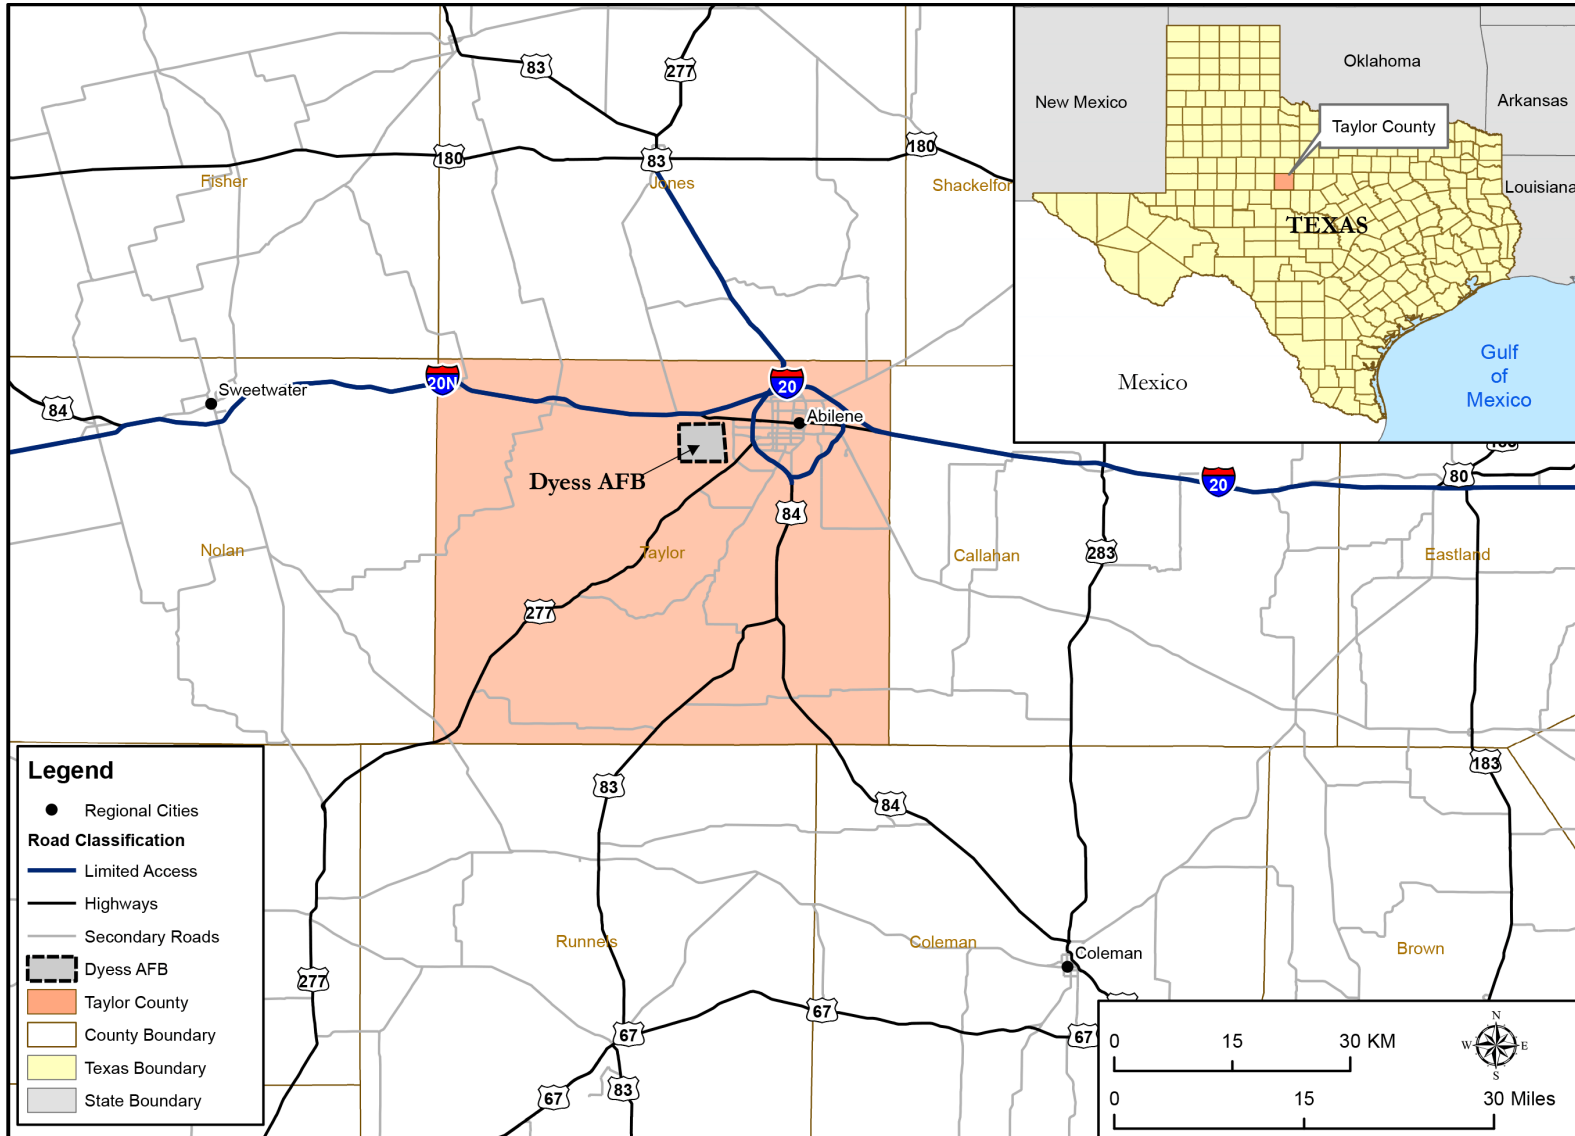 83
277
180
83
180
Fisher
Jones
Shackelfor
20N
20
Sweetwater
84
Abilene
Dyess AFB
84
20
80
Nolan
Taylor
Callahan
283
Eastland
277
183
83
84
Runnels
Coleman
Coleman
Brown
277
67
67
67
67
83
New Mexico
Oklahoma
Arkansas
Taylor County
Louisiana
TEXAS
Mexico
Gulf
of
Mexico
Legend
Regional Cities
Road Classification
Limited Access
Highways
Secondary Roads
Dyess AFB
Taylor County
County Boundary
Texas Boundary
State Boundary
N
W E
S
0 15 30 KM
0 15 30 Miles